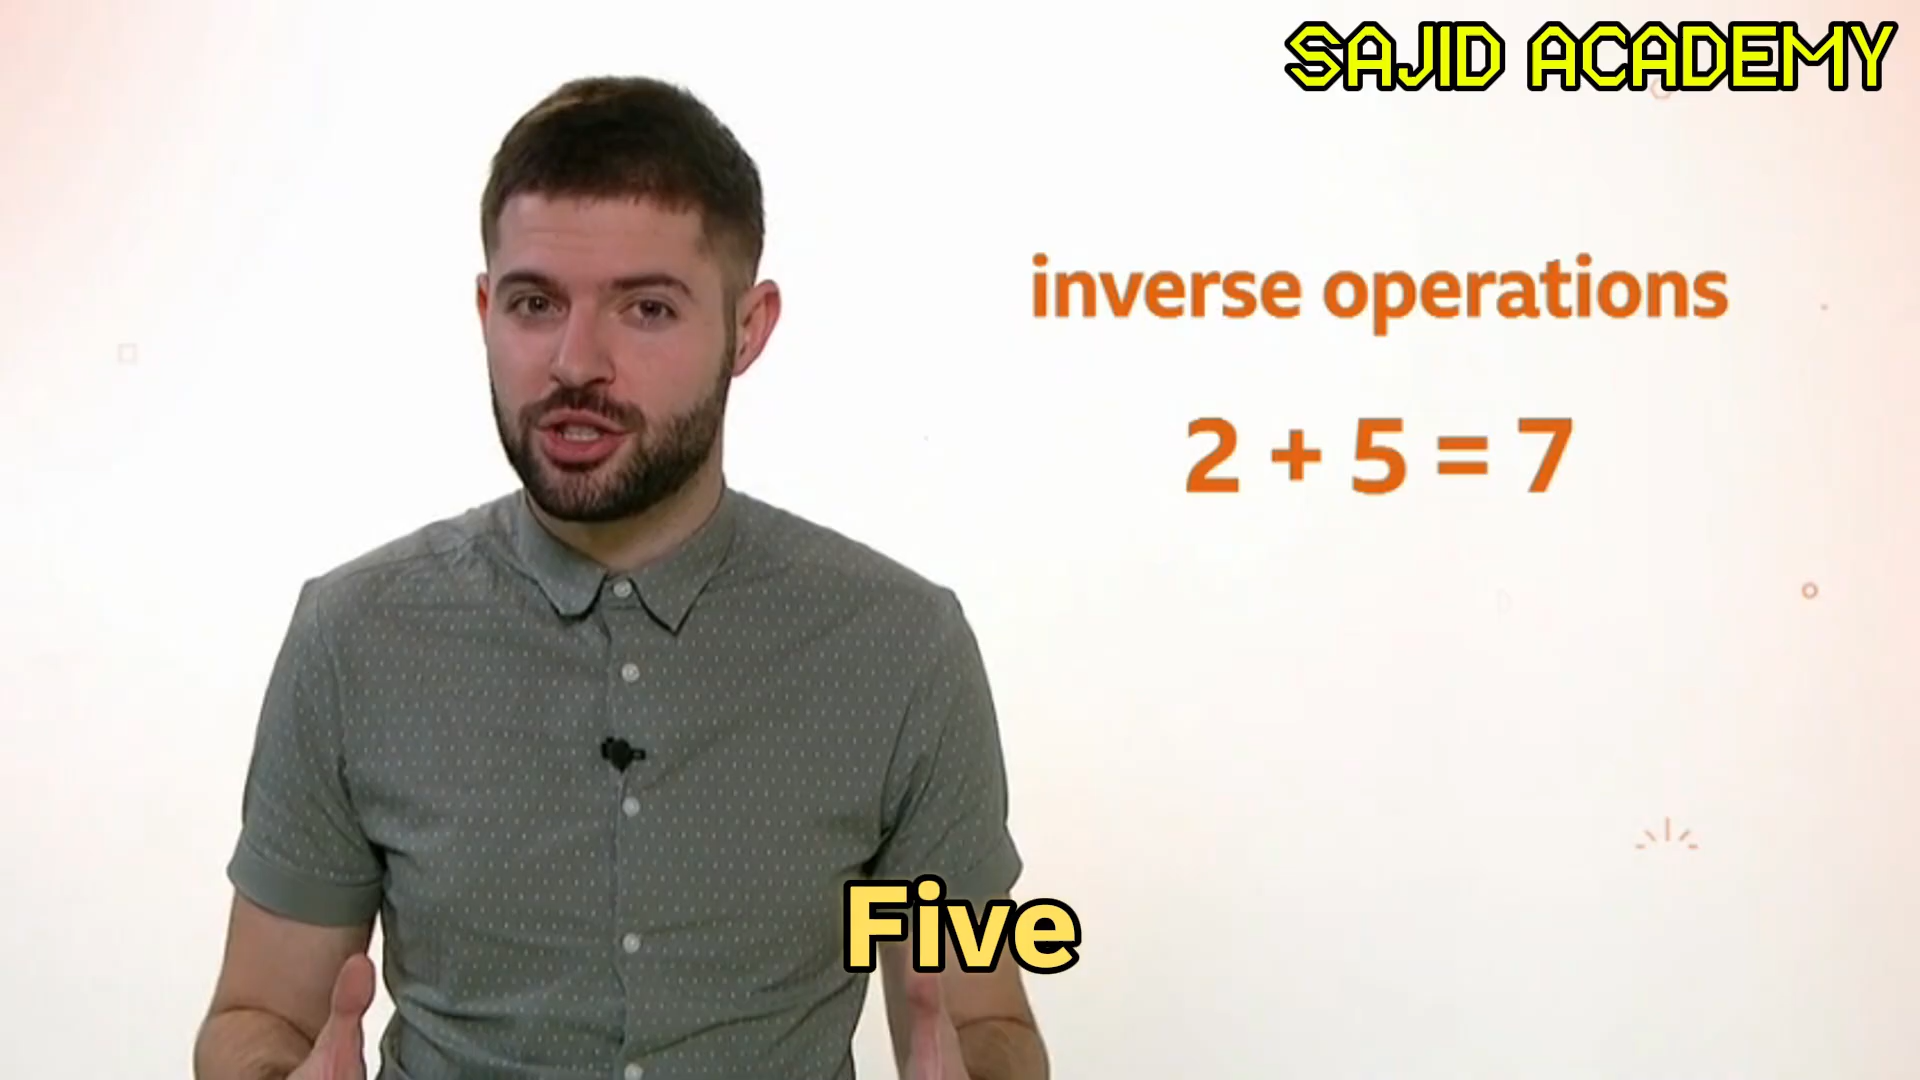 SAJID ACADEMY
inverse operations
2 + 5 = 7
Five